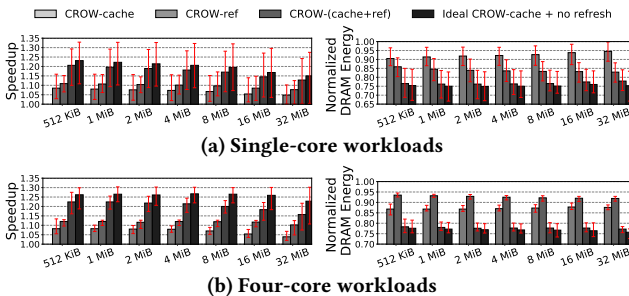 CROW-cache CROW-ref CROW-(cache+ref) Ideal CROW-cache + no refresh
Speedup
1.35
1.30
1.25
1.20
1.15
1.10
1.05
1.00
512 KiB 1 MiB 2 MiB 4 MiB 8 MiB 16 MiB 32 MiB
Normalized
DRAM Energy
1.00
0.95
0.90
0.85
0.80
0.75
0.70
0.65
512 KiB 1 MiB 2 MiB 4 MiB 8 MiB 16 MiB 32 MiB
(a) Single-core workloads
Speedup
1.35
1.30
1.25
1.20
1.15
1.10
1.05
1.00
512 KiB 1 MiB 2 MiB 4 MiB 8 MiB 16 MiB 32 MiB
Normalized
DRAM Energy
1.00
0.95
0.90
0.85
0.80
0.75
0.70
512 KiB 1 MiB 2 MiB 4 MiB 8 MiB 16 MiB 32 MiB
(b) Four-core workloads